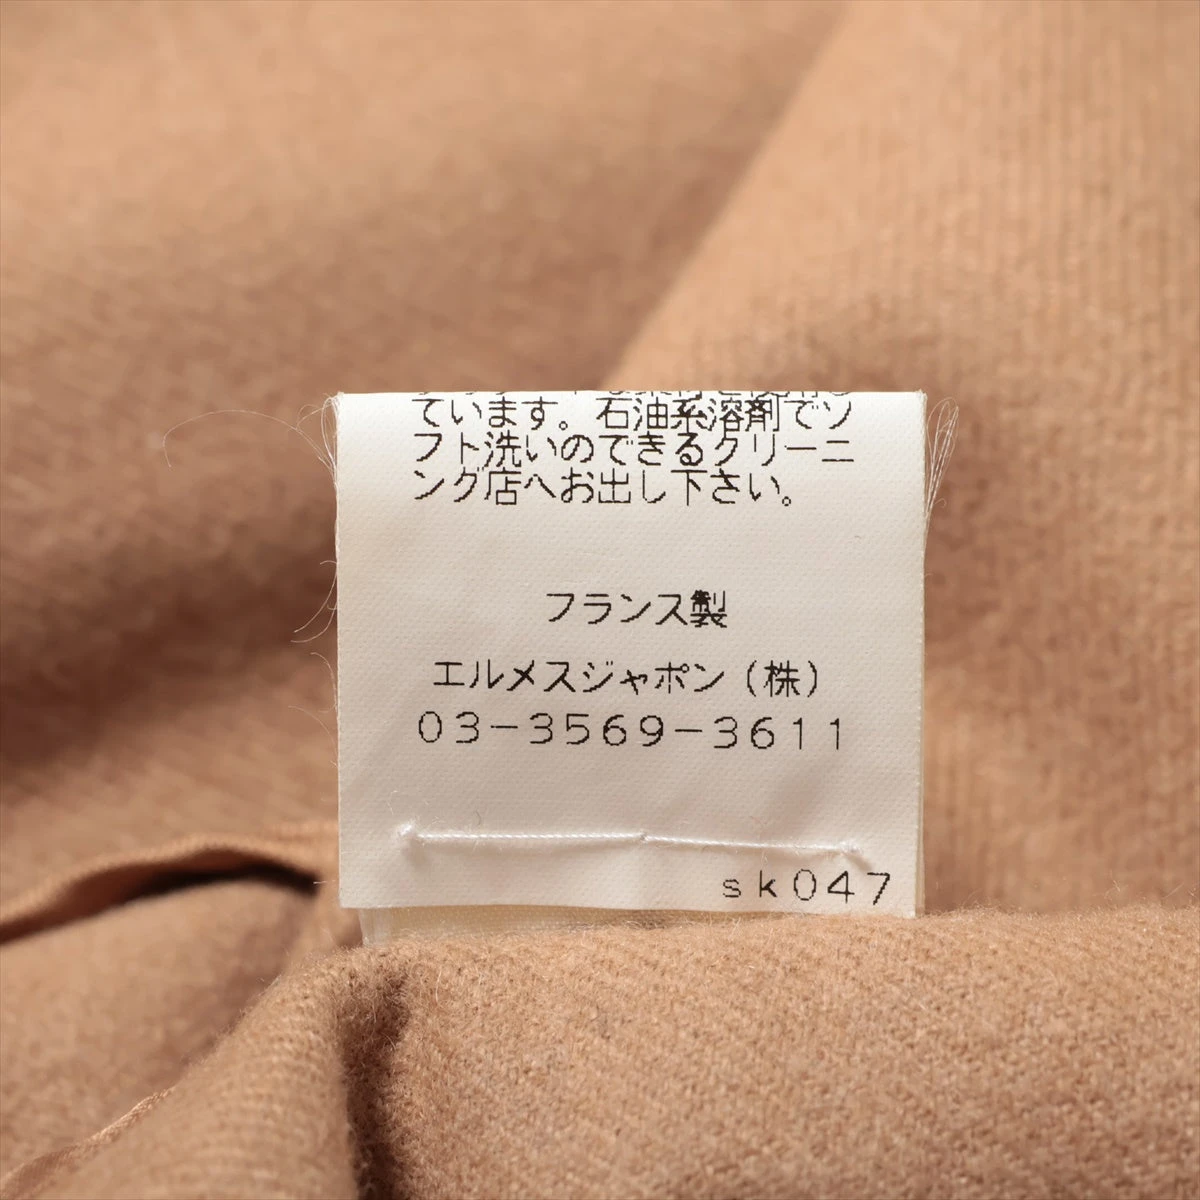 ています。石油系溶剤でソ
フト洗いのできるクリーニ
ング店へお出し下さい。
フランス製
エルメスジャポン(株)
03-3569-3611
sk047